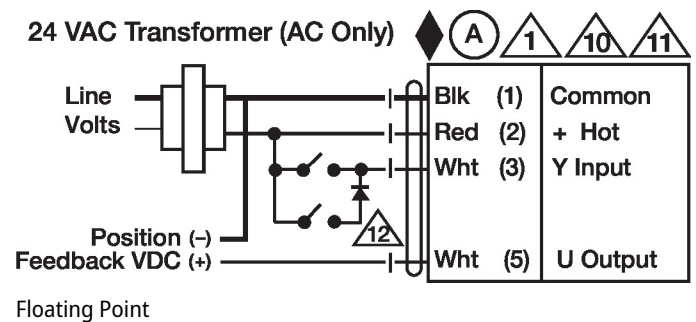 24 VAC Transformer (AC Only) A 1 10 11
Line
Volts
Blk (1) Common
Red (2) + Hot
Wht (3) Y Input
12
Position (–)
Feedback VDC (+)
Wht (5) U Output
Floating Point